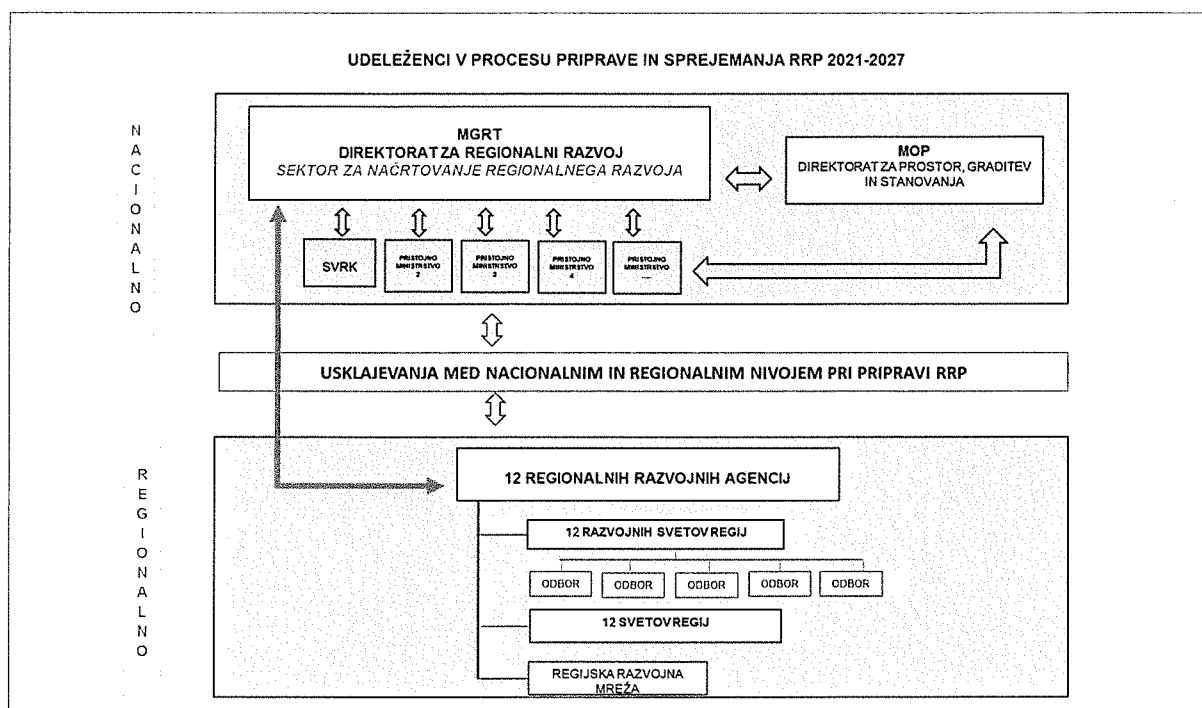 UDELEŽENCI V PROCESU PRIPRAVE IN SPREJEMANJA RRP 2021-2027
NACIONALNO
MGRT
DIREKTORAT ZA REGIONALNI RAZVOJ
SEKTOR ZA NAČRTOVANJE REGIONALNEGA RAZVOJA
MOP
DIREKTORAT ZA PROSTOR, GRADITEV
IN STANOVANJA
SVRK
PRISTOJNO
MINISTRSTVO
2
PRISTOJNO
MINISTRSTVO
3
PRISTOJNO
MINISTRSTVO
4
PRISTOJNO
MINISTRSTVO
....
USKLAJEVANJA MED NACIONALNIM IN REGIONALNIM NIVOJEM PRI PRIPRAVI RRP
REGIONALNO
12 REGIONALNIH RAZVOJNIH AGENCIJ
12 RAZVOJNIH SVETOV REGIJ
ODBOR
ODBOR
ODBOR
ODBOR
ODBOR
12 SVETOV REGIJ
REGIJSKA RAZVOJNA
MREŽA